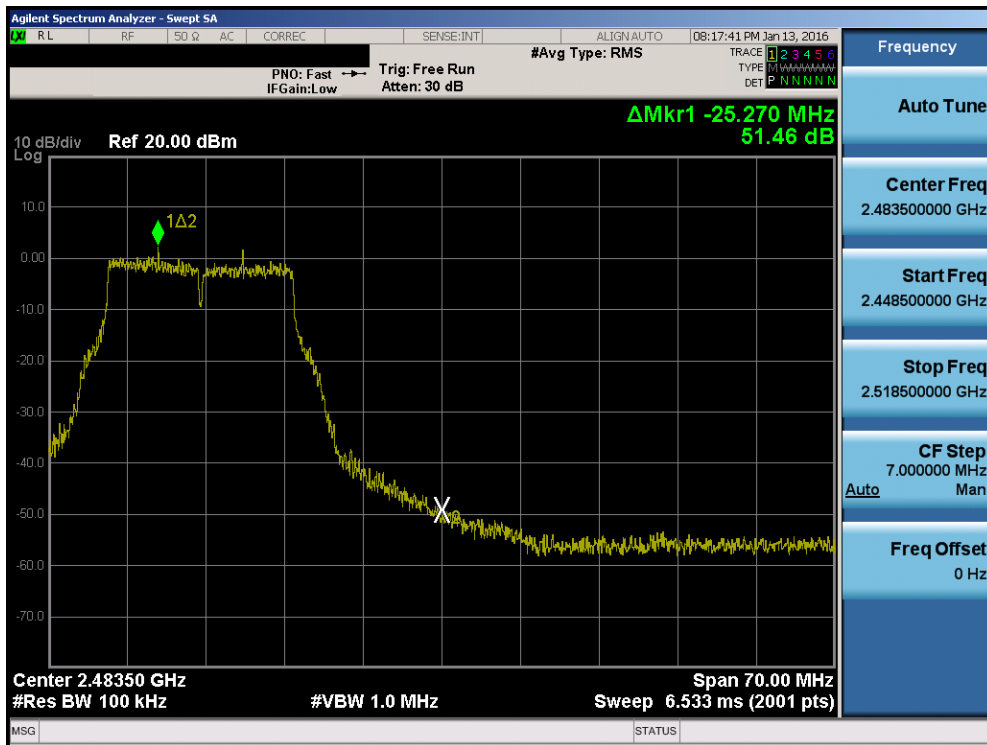 Agilent Spectrum Analyzer - Swept SA
LXI RL RF 50 Ω AC CORREC SENSE:INT ALIGN AUTO 08:17:41 PM Jan 13, 2016
PNO: Fast
IFGain:Low
Trig: Free Run
Atten: 30 dB
#Avg Type: RMS
TRACE 1 2 3 4 5 6
TYPE M WWWWW
DET P N N N N N
ΔMkr1 -25.270 MHz
51.46 dB
10 dB/div
Log
Ref 20.00 dBm
10.0
0.00
-10.0
-20.0
-30.0
-40.0
-50.0
-60.0
-70.0
1Δ2
X2
Center 2.48350 GHz
Span 70.00 MHz
#Res BW 100 kHz
#VBW 1.0 MHz
Sweep 6.533 ms (2001 pts)
MSG
STATUS
Frequency
Auto Tune
Center Freq
2.483500000 GHz
Start Freq
2.448500000 GHz
Stop Freq
2.518500000 GHz
CF Step
7.000000 MHz
Auto Man
Freq Offset
0 Hz